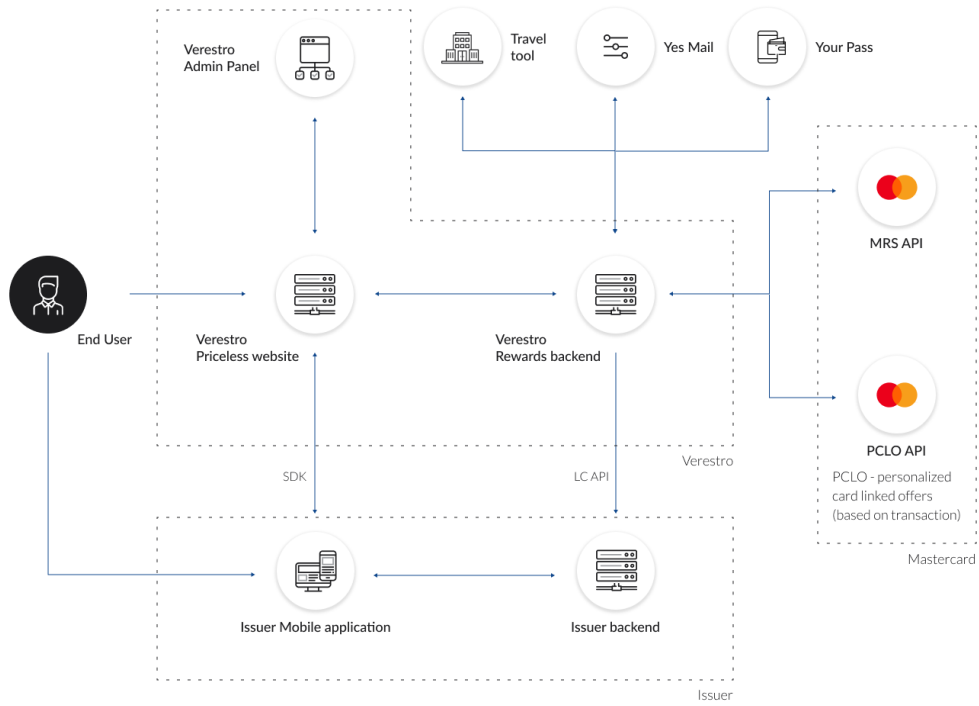 Verestro
Admin Panel
Travel
tool
Yes Mail
Your Pass
MRS API
End User
Verestro
Priceless website
Verestro
Rewards backend
PCLO API
PCLO - personalized
card linked offers
(based on transaction)
Verestro
SDK
LC API
Mastercard
Issuer Mobile application
Issuer backend
Issuer